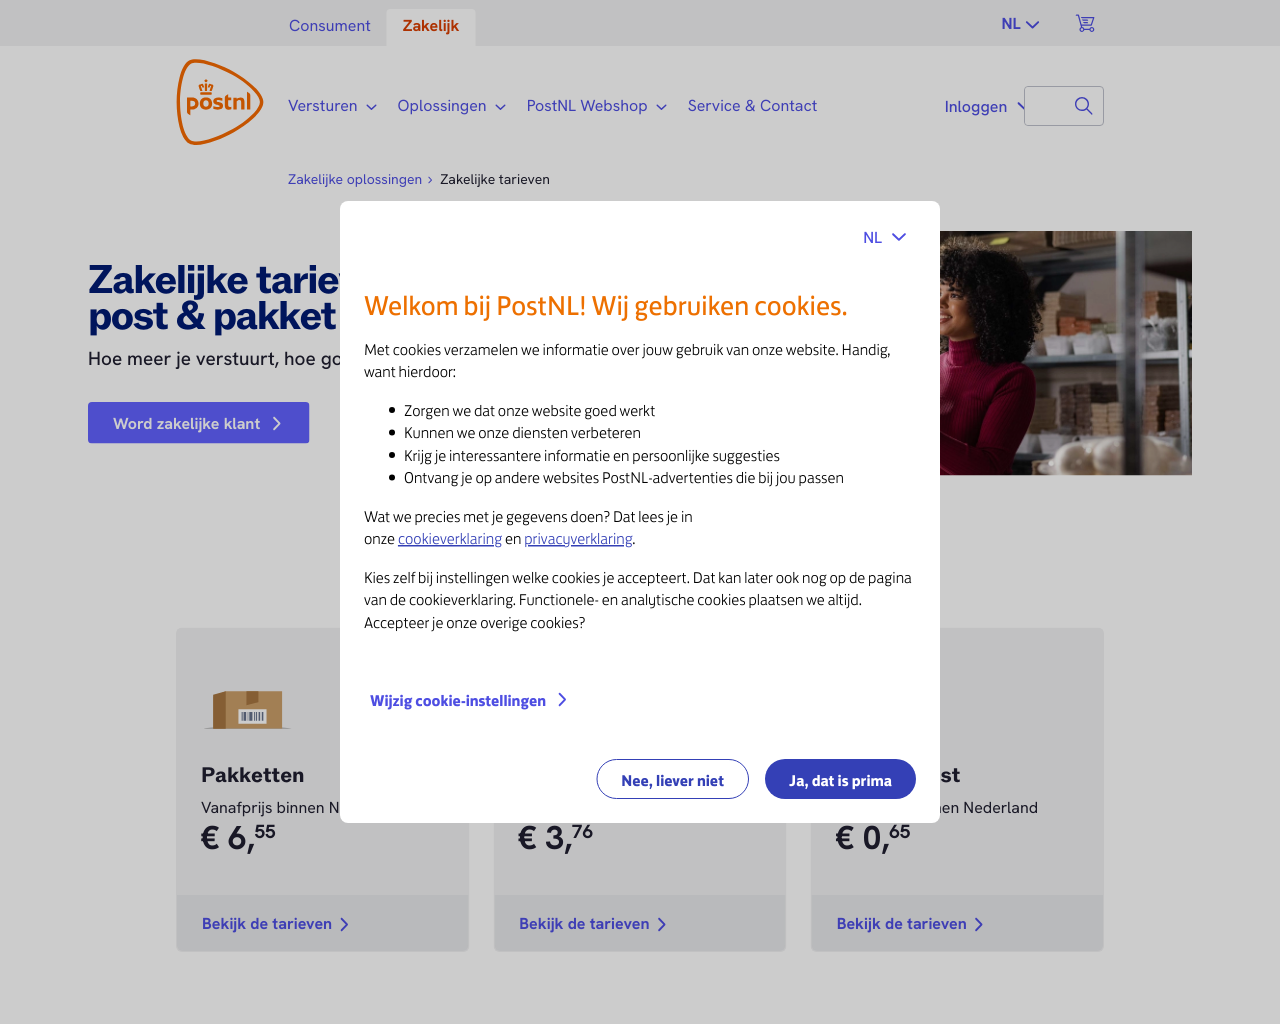 Consument
Zakelijk
NL
postnl
Versturen
Oplossingen
PostNL Webshop
Service & Contact
Inloggen
Zakelijke oplossingen
Zakelijke tarieven
NL
Zakelijke
post & pakket
Hoe meer je verstuurt, hoe
Word zakelijke klant
Welkom bij PostNL! Wij gebruiken cookies.
Met cookies verzamelen we informatie over jouw gebruik van onze website. Handig,
want hierdoor:
Zorgen we dat onze website goed werkt
Kunnen we onze diensten verbeteren
Krijg je interessantere informatie en persoonlijke suggesties
Ontvang je op andere websites PostNL-advertenties die bij jou passen
Wat we precies met je gegevens doen? Dat lees je in
onze cookieverklaring en privacyverklaring.
Kies zelf bij instellingen welke cookies je accepteert. Dat kan later ook nog op de pagina
van de cookieverklaring. Functionele- en analytische cookies plaatsen we altijd.
Accepteer je onze overige cookies?
Wijzig cookie-instellingen
Nee, liever niet
Ja, dat is prima
Pakketten
Vanafprijs binnen
€ 6,55
Bekijk de tarieven
€ 3,76
Bekijk de tarieven
Nederland
€ 0,65
Bekijk de tarieven